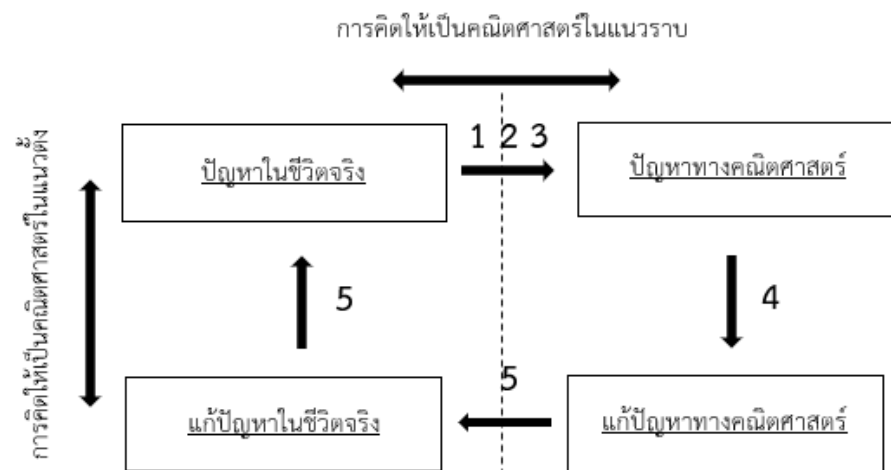 การคิดให้เป็นคณิตศาสตร์ในแนวราบ
การคิดให้เป็นคณิตศาสตร์ในแนวตั้ง
ปัญหาในชีวิตจริง
1 2 3
ปัญหาทางคณิตศาสตร์
5
4
แก้ปัญหาในชีวิตจริง
5
แก้ปัญหาทางคณิตศาสตร์